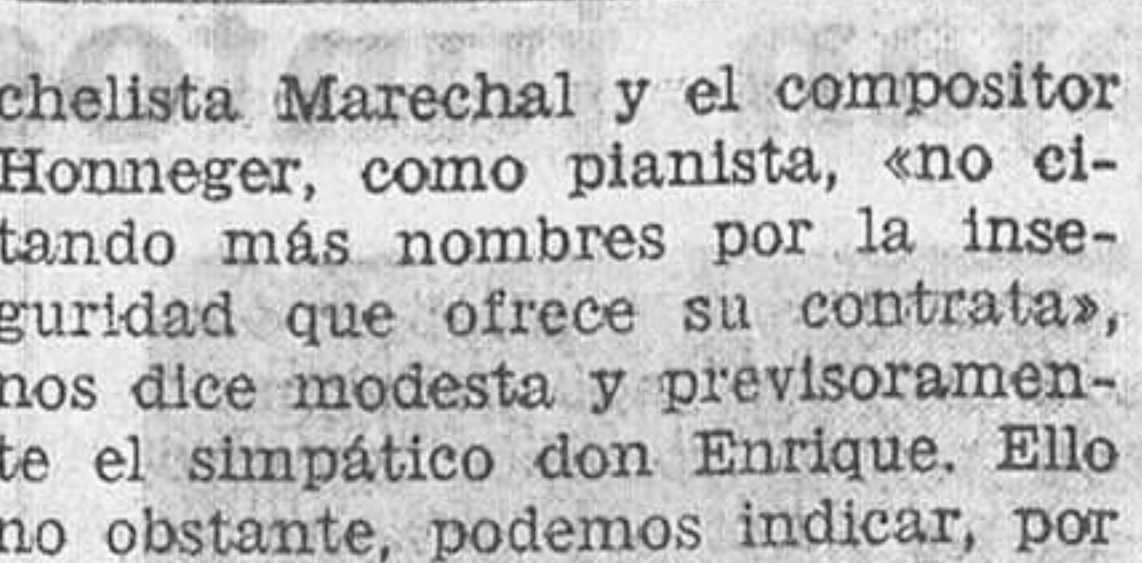 chelista Marechal y el compositor
Honneger, como pianista, «no ci-
tando más nombres por la inse-
guridad que ofrece su contrata»,
nos dice modesta y previsoramen-
te el simpático don Enrique. Ello
no obstante, podemos indicar, por